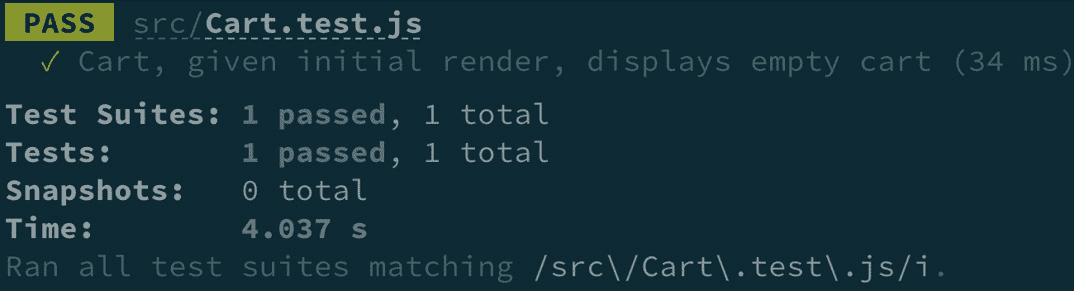 PASS src/Cart.test.js
✓ Cart, given initial render, displays empty cart (34 ms)
Test Suites: 1 passed, 1 total
Tests: 1 passed, 1 total
Snapshots: 0 total
Time: 4.037 s
Ran all test suites matching /src\/Cart\.test\.js/i.